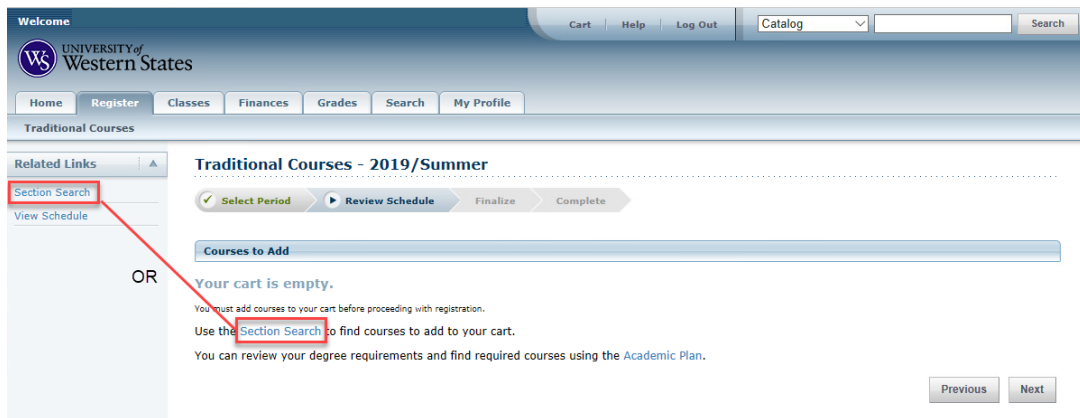 Welcome
Cart Help Log Out Catalog Search
WS UNIVERSITY of
Western States
Home Register Classes Finances Grades Search My Profile
Traditional Courses
Related Links
Section Search
View Schedule
OR
Traditional Courses - 2019/Summer
Select Period Review Schedule Finalize Complete
Courses to Add
Your cart is empty.
You must add courses to your cart before proceeding with registration.
Use the Section Search to find courses to add to your cart.
You can review your degree requirements and find required courses using the Academic Plan.
Previous Next